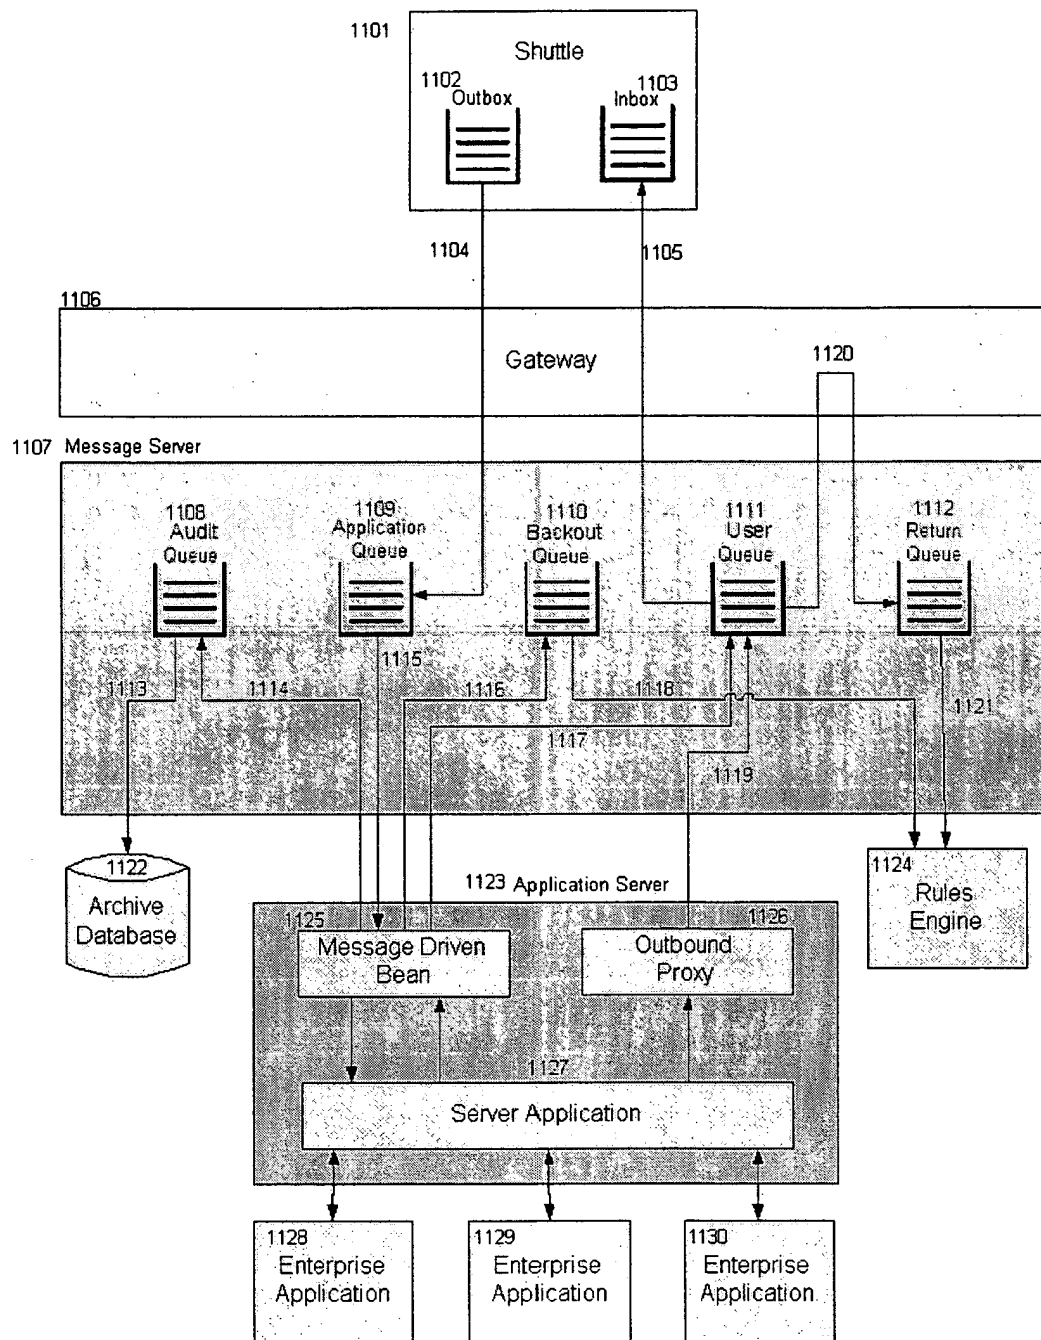 1101
Shuttle
1102
1103
Outbox
Inbox
1104
1105
1106
Gateway
1120
1107 Message Server
1108
Audit
Queue
1109
Application
Queue
1110
Backout
Queue
1111
User
Queue
1112
Return
Queue
1113
1114
1115
1116
1117
1118
1119
1121
1122
Archive
Database
1123 Application Server
1124
Rules
Engine
1125
Message Driven
Bean
1126
Outbound
Proxy
1127
Server Application
1128
Enterprise
Application
1129
Enterprise
Application
1130
Enterprise
Application